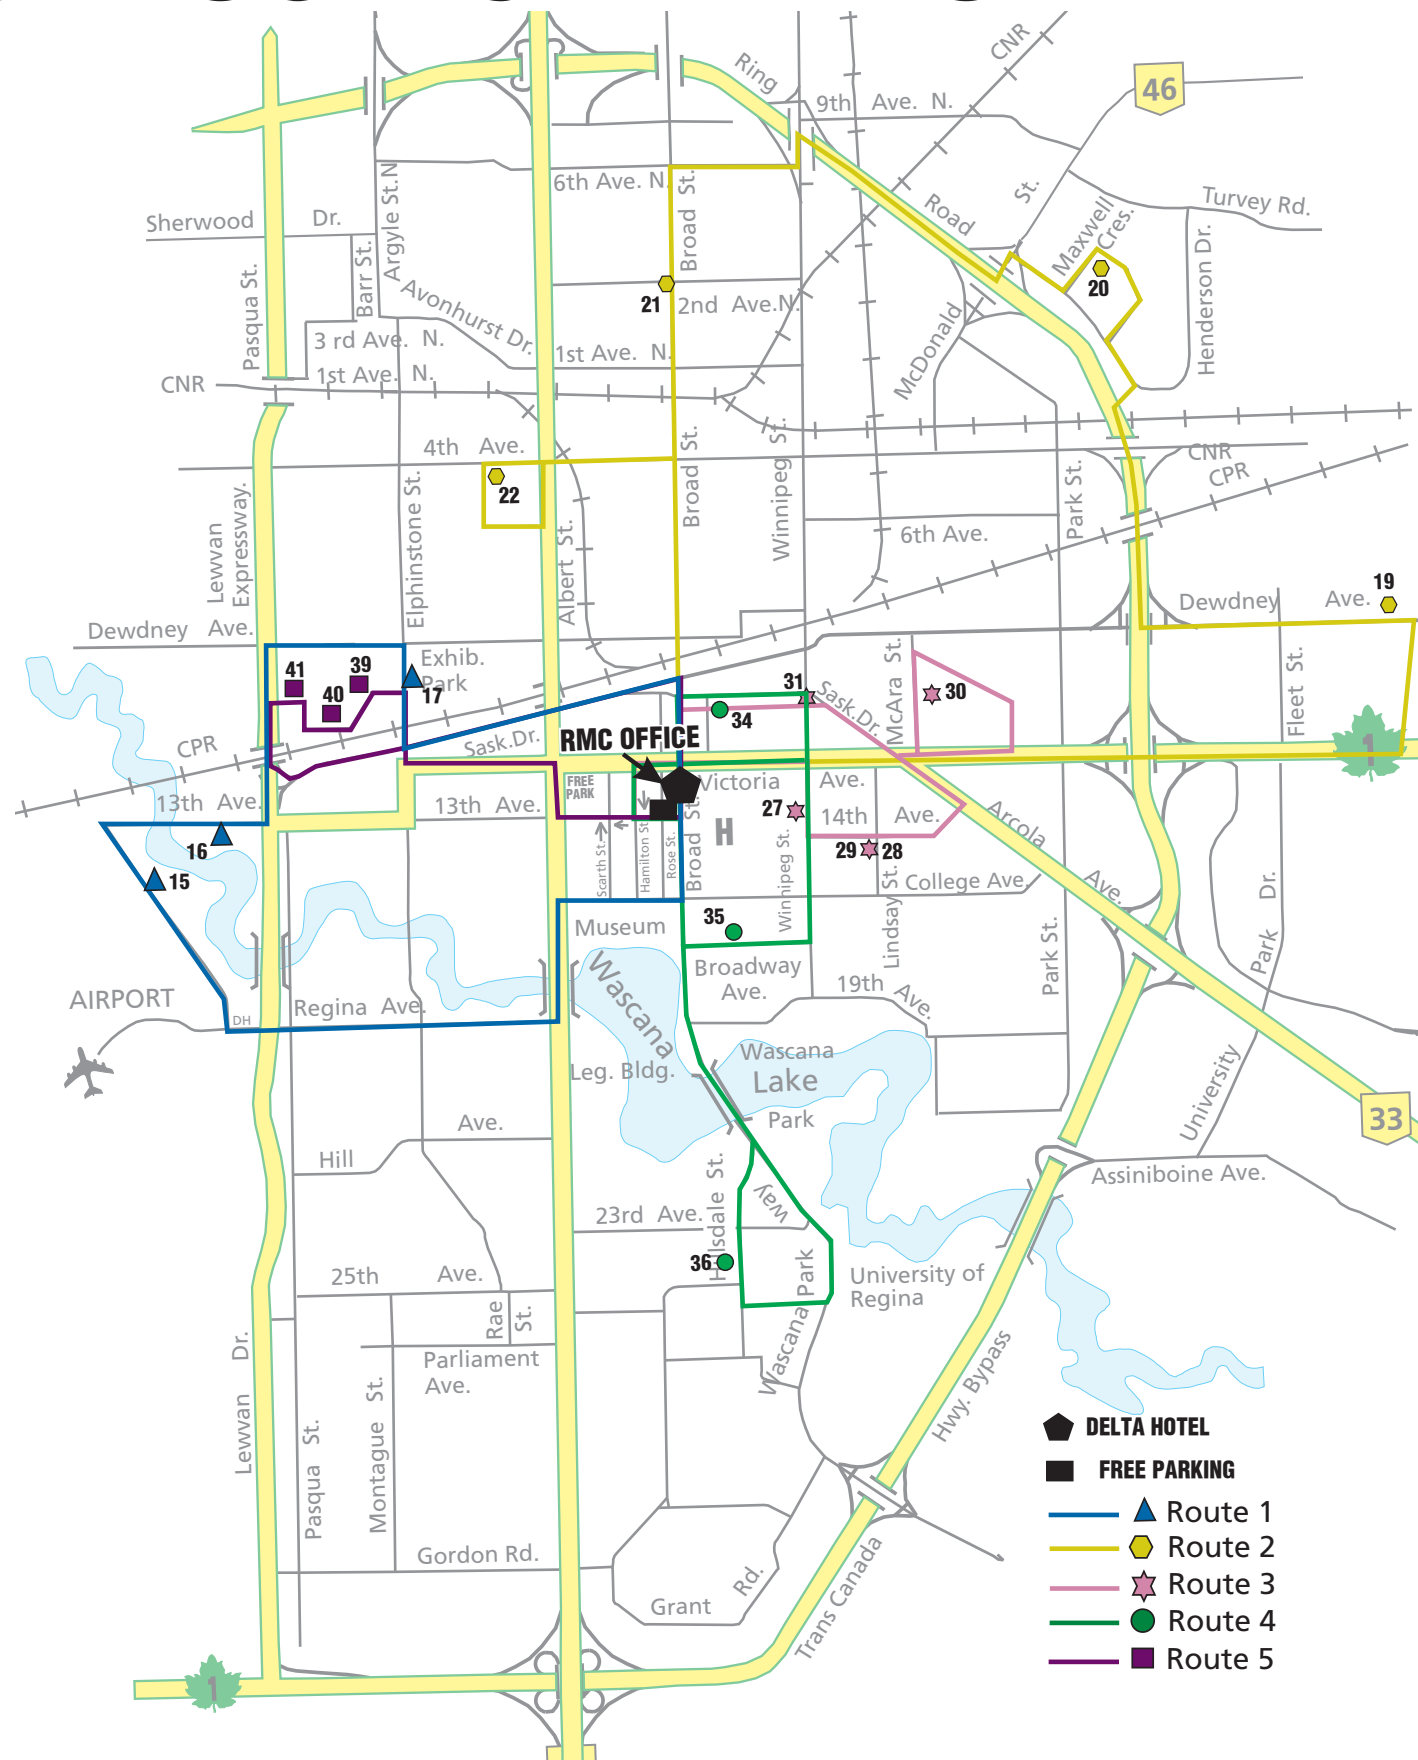 CNR
Ring
46
9th Ave. N.
6th Ave. N.
Argyle St.N
Broad St.
St.
Road
Maxwell
Cres.
Turvey Rd.
Sherwood Dr.
Barr St.
Pasqua St.
Henderson Dr.
20
Avonhurst Dr.
21
2nd Ave.N.
3 rd Ave. N.
1st Ave. N.
McDonald
CNR
1st Ave. N.
4th Ave.
Broad St.
Winnipeg St.
CNR
CPR
22
Lewvan
Expressway.
Elphinstone St.
Albert St.
6th Ave.
Park St.
19
Dewdney Ave.
Dewdney Ave.
Exhib.
Park
41
39
40
17
McAra St.
30
31
Sask.Dr.
34
Fleet St.
CPR
Sask.Dr.
RMC OFFICE
1
FREE
PARK
Victoria Ave.
13th Ave.
13th Ave.
27
14th Ave.
Arcola
Ave.
H
16
15
Scarth St.
Hamilton St.
Rose St.
Broad St.
Winnipeg St.
29
28
College Ave.
Lindsay St.
Museum
35
Park St.
Park Dr.
Broadway
Ave.
19th Ave.
AIRPORT
DH
Regina Ave.
Wascana
Leg. Bldg.
Wascana
Lake
Park
33
University
Ave.
Hill
Hillsdale St.
Way
Assiniboine Ave.
23rd Ave.
36
25th Ave.
University of
Regina
Rae
St.
Wascana Park
Lewvan Dr.
Parliament
Ave.
Hwy. Bypass
Pasqua St.
Montague St.
DELTA HOTEL
FREE PARKING
Route 1
Route 2
Gordon Rd.
Route 3
Grant Rd.
Trans Canada
Route 4
Route 5
1